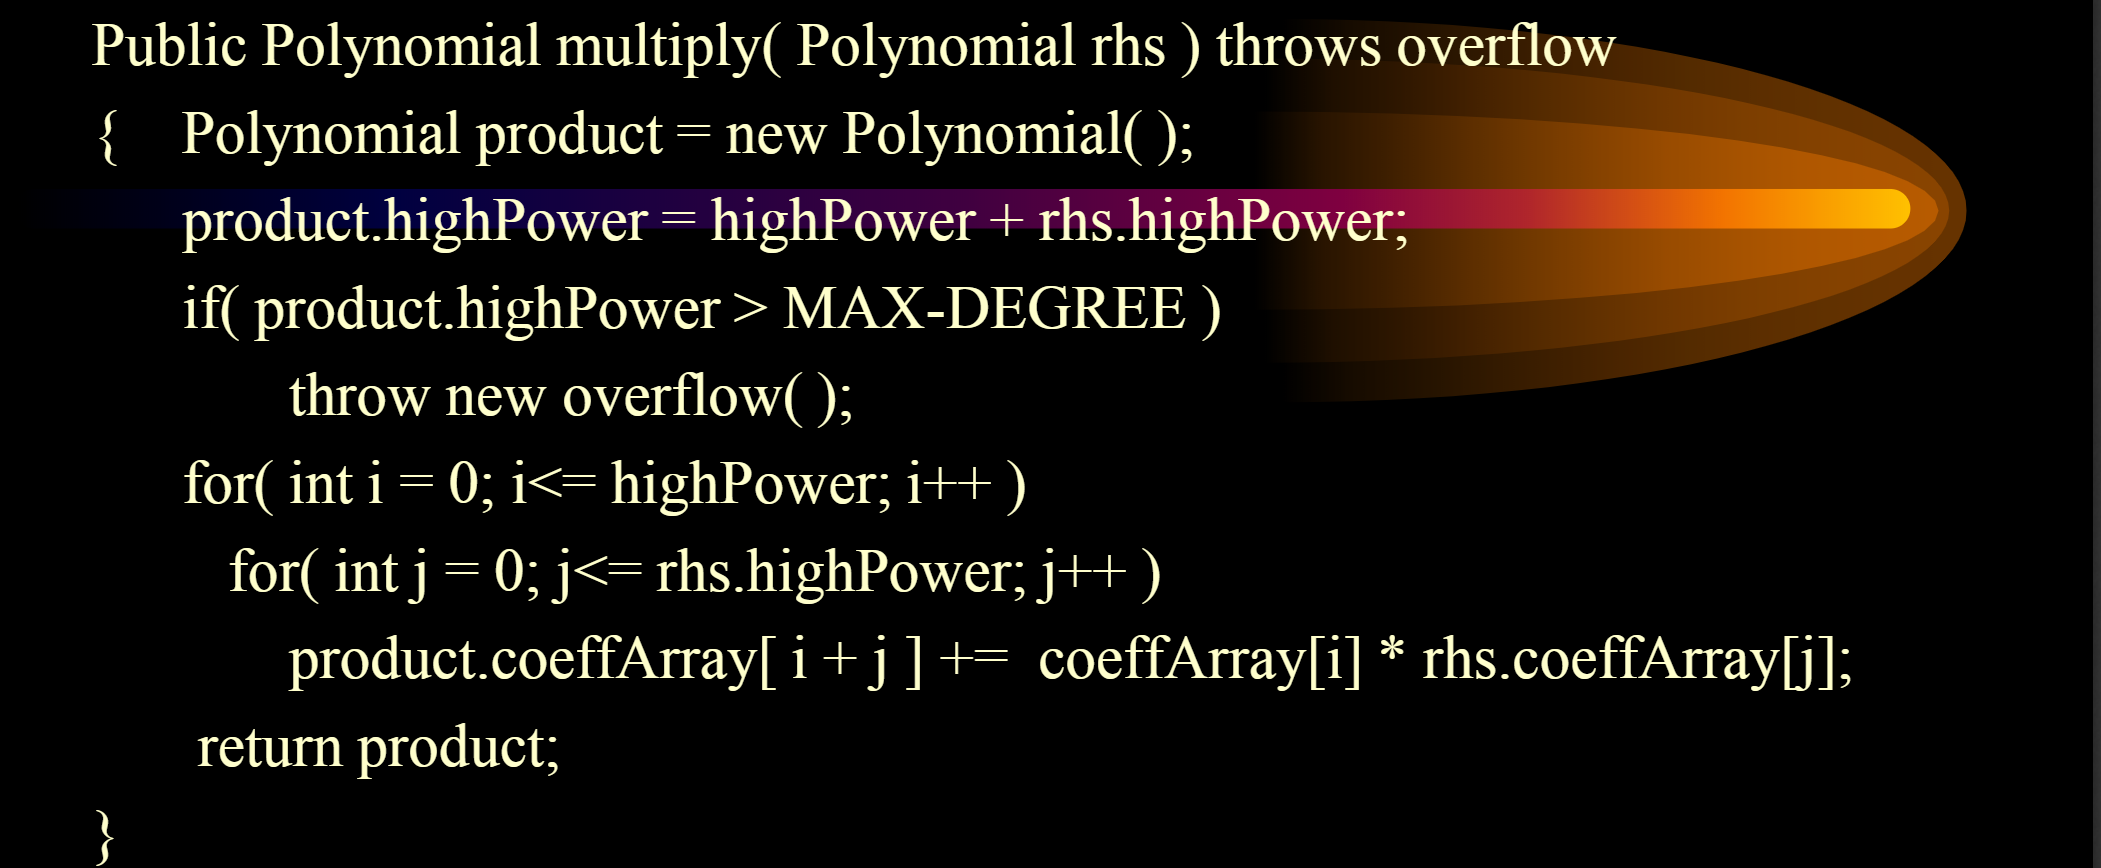 Public Polynomial multiply( Polynomial rhs ) throws overflow
{ Polynomial product = new Polynomial( );
product.highPower = highPower + rhs.highPower;
if( product.highPower > MAX-DEGREE )
throw new overflow( );
for( int i = 0; i<= highPower; i++ )
for( int j = 0; j<= rhs.highPower; j++ )
product.coeffArray[ i + j ] += coeffArray[i] * rhs.coeffArray[j];
return product;
}